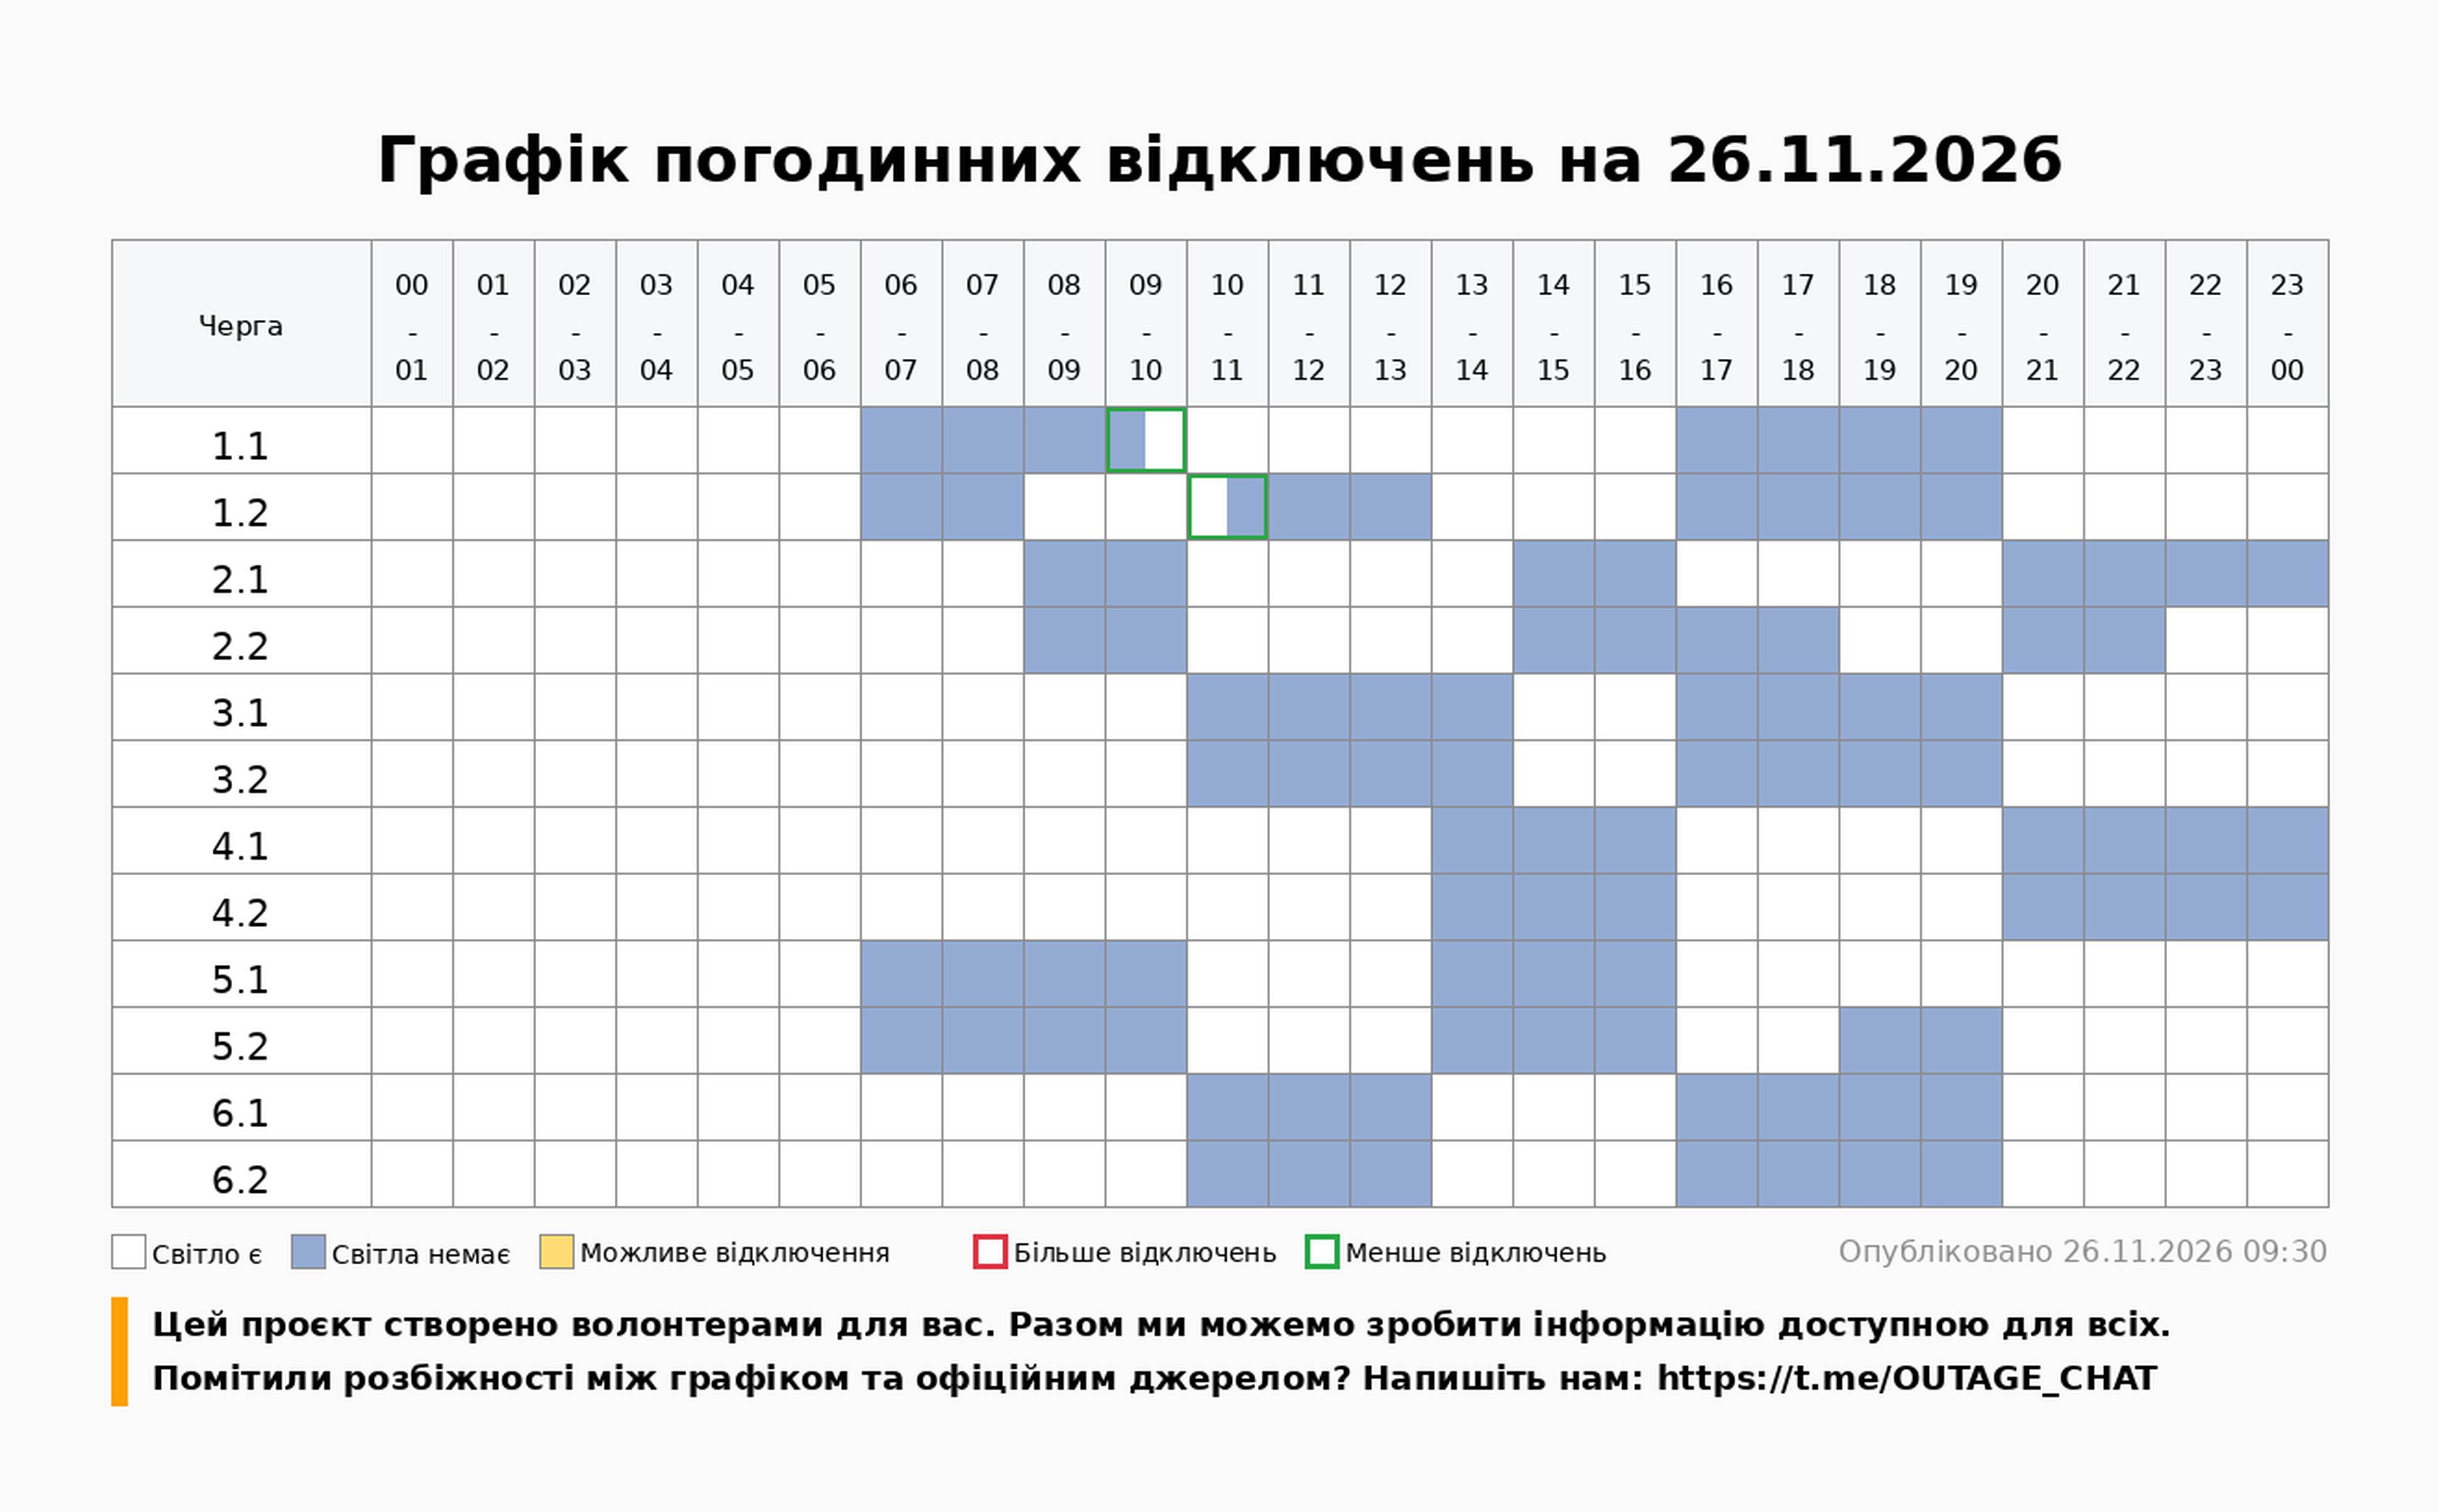 Графік погодинних відключень на 26.11.2026
Черга 00 - 01 01 - 02 02 - 03 03 - 04 04 - 05 05 - 06 06 - 07 07 - 08 08 - 09 09 - 10 10 - 11 11 - 12 12 - 13 13 - 14 14 - 15 15 - 16 16 - 17 17 - 18 18 - 19 19 - 20 20 - 21 21 - 22 22 - 23 23 - 00
1.1
1.2
2.1
2.2
3.1
3.2
4.1
4.2
5.1
5.2
6.1
6.2
Світло є Світла немає Можливе відключення Більше відключень Менше відключень Опубліковано 26.11.2026 09:30
Цей проєкт створено волонтерами для вас. Разом ми можемо зробити інформацію доступною для всіх.
Помітили розбіжності між графіком та офіційним джерелом? Напишіть нам: https://t.me/OUTAGE_CHAT